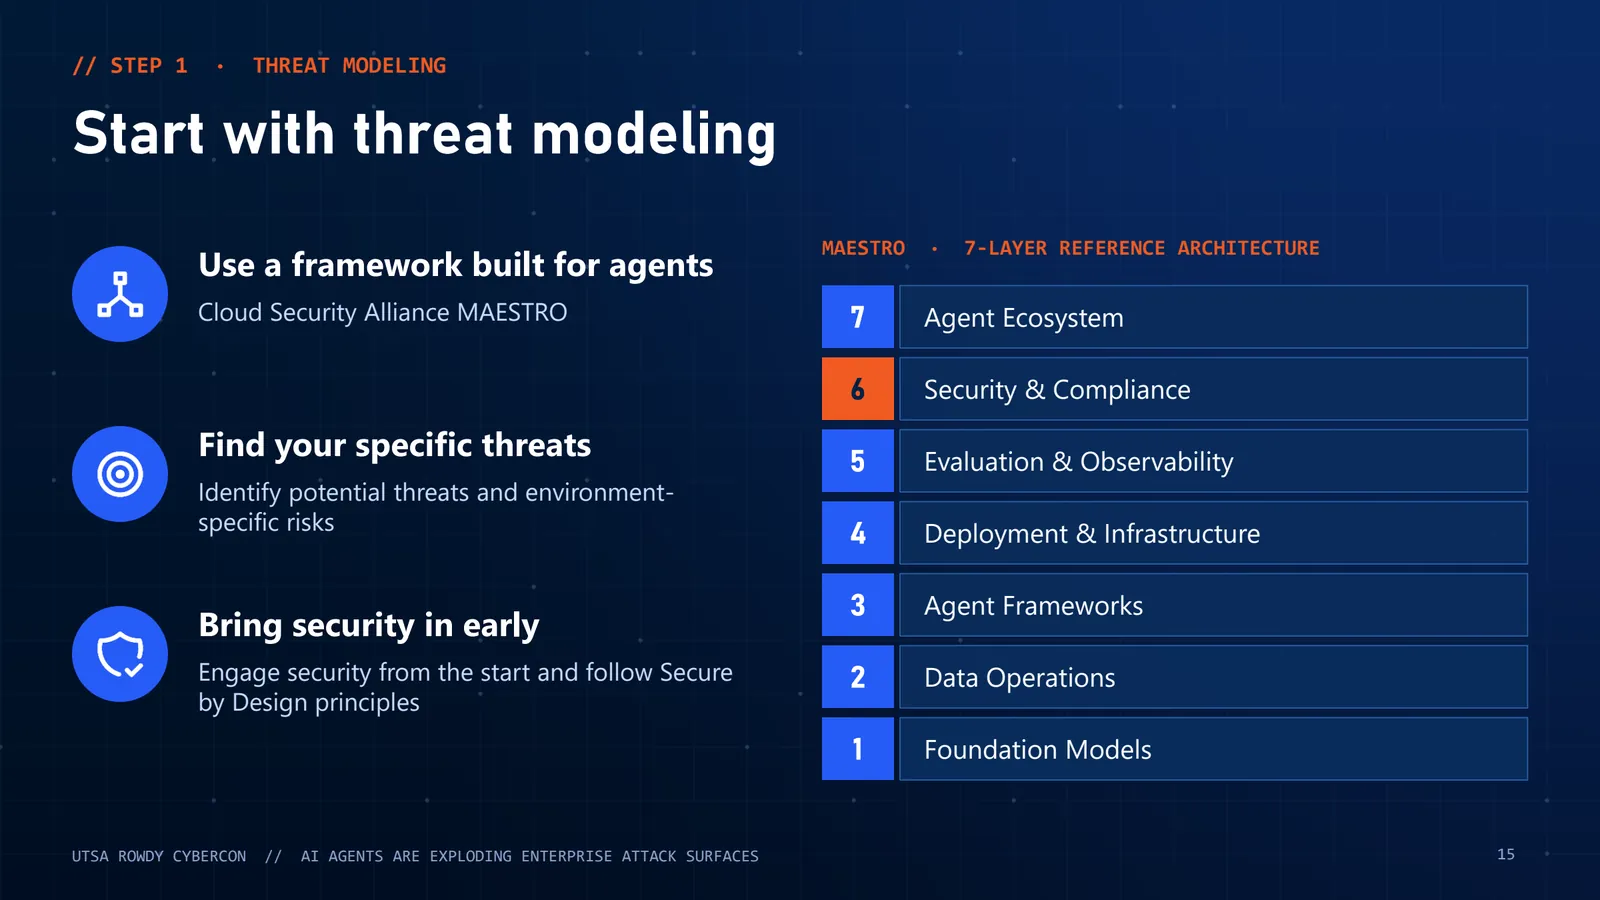 // STEP 1 · THREAT MODELING
Start with threat modeling
Use a framework built for agents
Cloud Security Alliance MAESTRO
Find your specific threats
Identify potential threats and environment-
specific risks
Bring security in early
Engage security from the start and follow Secure
by Design principles
MAESTRO · 7-LAYER REFERENCE ARCHITECTURE
7 Agent Ecosystem
6 Security & Compliance
5 Evaluation & Observability
4 Deployment & Infrastructure
3 Agent Frameworks
2 Data Operations
1 Foundation Models
UTSA ROWDY CYBERCON // AI AGENTS ARE EXPLODING ENTERPRISE ATTACK SURFACES
15